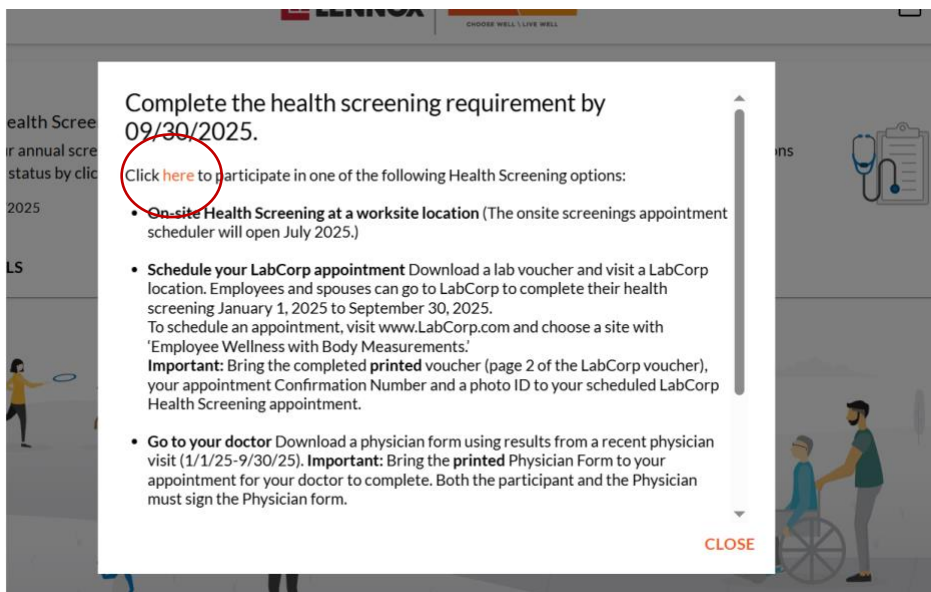 LENNOX
CHOOSE WELL \ LIVE WELL
Complete the health screening requirement by
09/30/2025.
Click here to participate in one of the following Health Screening options:
• On-site Health Screening at a worksite location (The onsite screenings appointment
scheduler will open July 2025.)
• Schedule your LabCorp appointment Download a lab voucher and visit a LabCorp
location. Employees and spouses can go to LabCorp to complete their health
screening January 1, 2025 to September 30, 2025.
To schedule an appointment, visit www.LabCorp.com and choose a site with
‘Employee Wellness with Body Measurements.’
Important: Bring the completed printed voucher (page 2 of the LabCorp voucher),
your appointment Confirmation Number and a photo ID to your scheduled LabCorp
Health Screening appointment.
• Go to your doctor Download a physician form using results from a recent physician
visit (1/1/25-9/30/25). Important: Bring the printed Physician Form to your
appointment for your doctor to complete. Both the participant and the Physician
must sign the Physician form.
CLOSE
ealth Scree
r annual scre
status by clic
2025
LS
ns